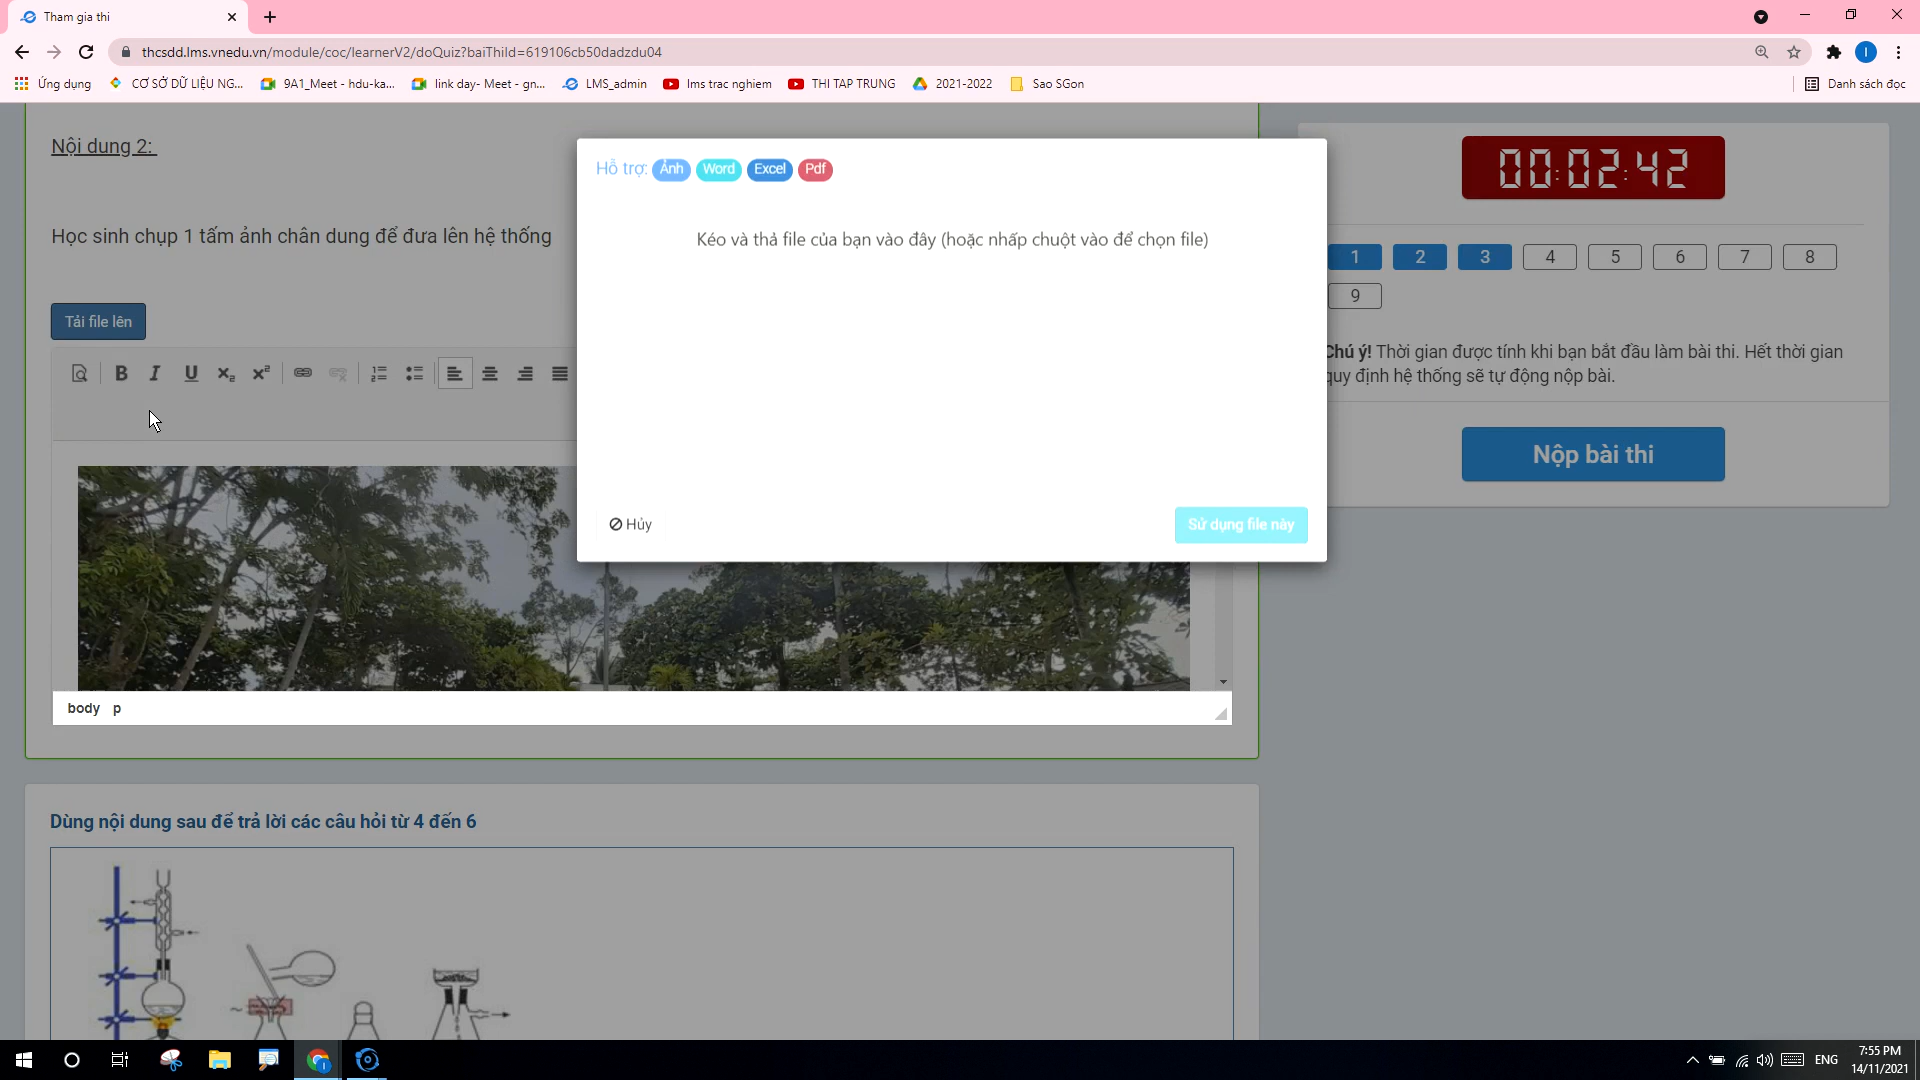 Tham gia thi
thcsdd.lms.vnedu.vn/module/coc/learnerV2/doQuiz?baiThiId=619106cb50dadzdu04
Ứng dụng
CƠ SỞ DỮ LIỆU NG...
9A1_Meet - hdu-ka...
link day- Meet - gn...
LMS_admin
lms trac nghiem
THI TAP TRUNG
2021-2022
Sao SGon
Danh sách đọc
Nội dung 2:
Học sinh chụp 1 tấm ảnh chân dung để đưa lên hệ thống
Tải file lên
Hỗ trợ: Ảnh Word Excel Pdf
Kéo và thả file của bạn vào đây (hoặc nhấp chuột vào để chọn file)
Hủy
Sử dụng file này
00:02:42
1 2 3 4 5 6 7 8
9
Chú ý! Thời gian được tính khi bạn bắt đầu làm bài thi. Hết thời gian
quy định hệ thống sẽ tự động nộp bài.
Nộp bài thi
body p
Dùng nội dung sau để trả lời các câu hỏi từ 4 đến 6
ENG
7:55 PM
14/11/2021